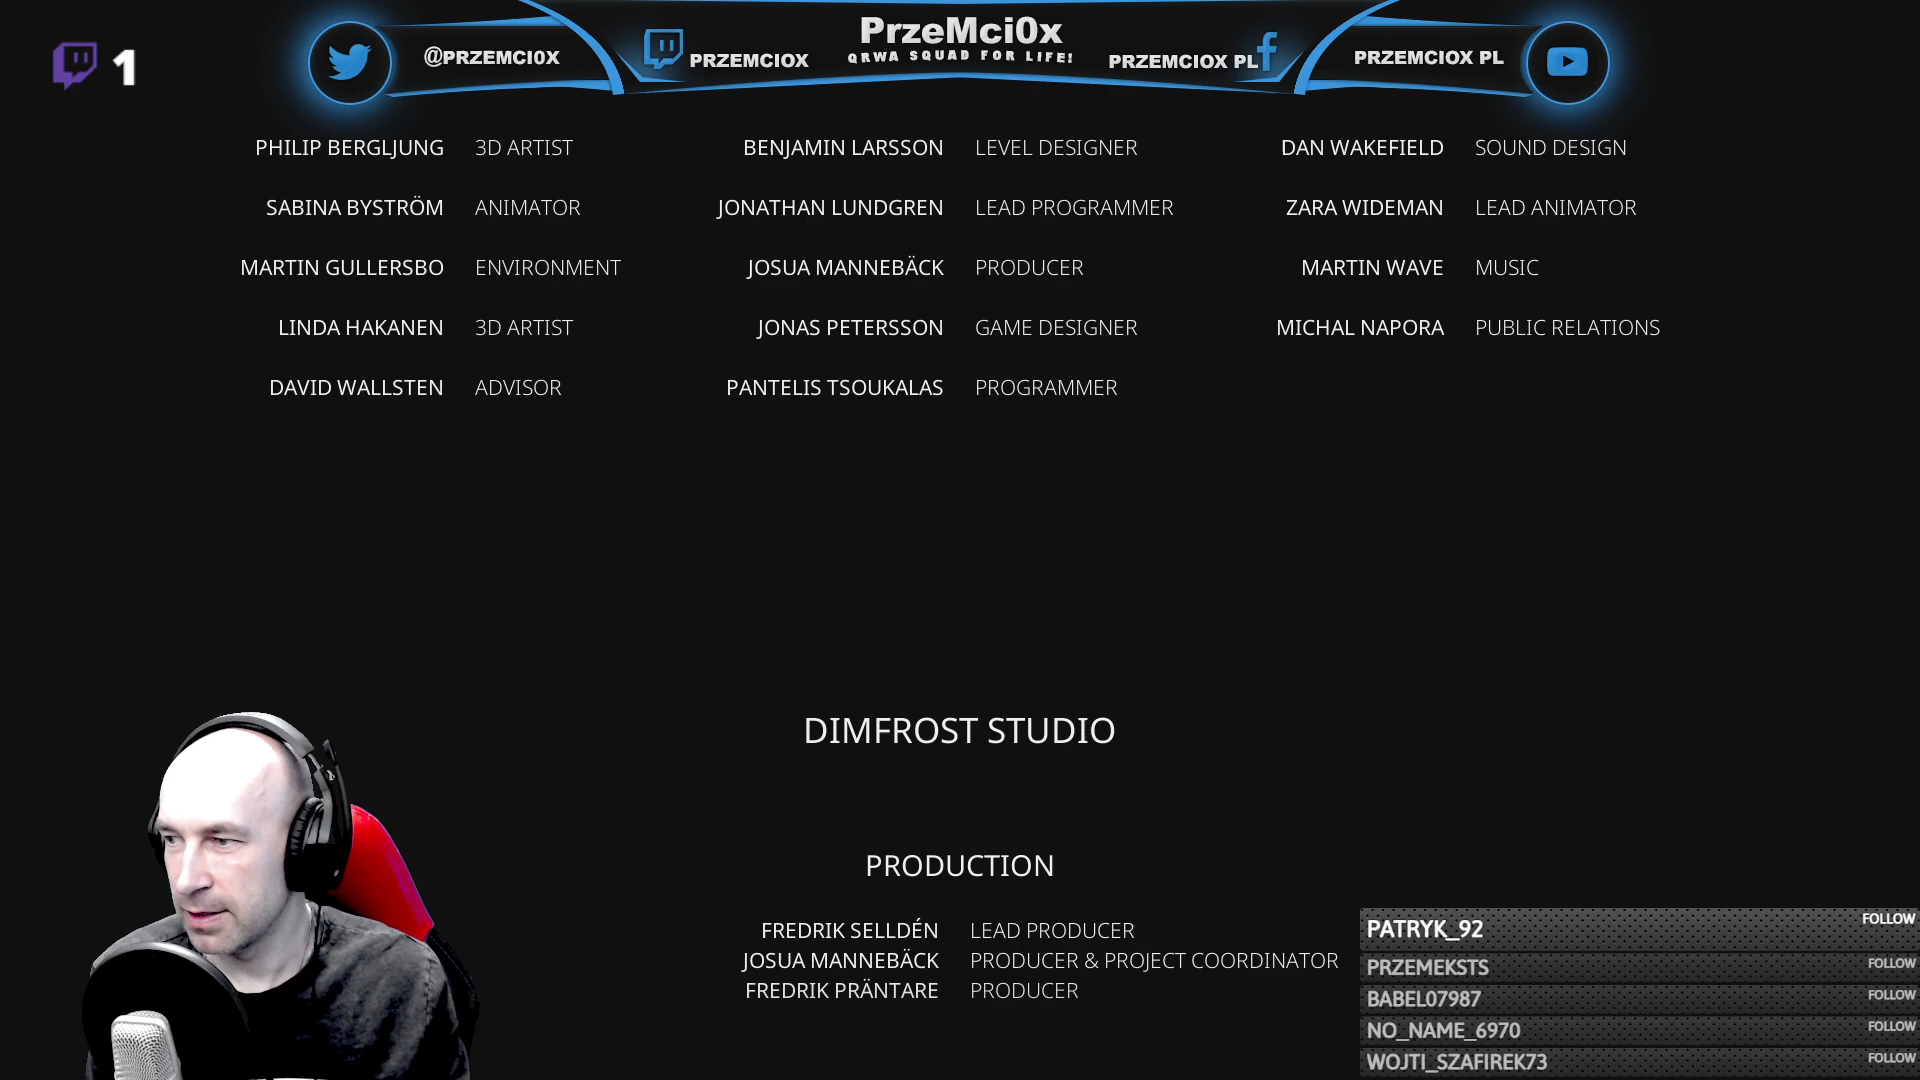 1
@PRZEMCI0X
PRZEMCIOX
PrzeMci0x
QRWA SQUAD FOR LIFE!
PRZEMCIOX PL
PRZEMCIOX PL
PHILIP BERGLJUNG 3D ARTIST BENJAMIN LARSSON LEVEL DESIGNER DAN WAKEFIELD SOUND DESIGN
SABINA BYSTRÖM ANIMATOR JONATHAN LUNDGREN LEAD PROGRAMMER ZARA WIDEMAN LEAD ANIMATOR
MARTIN GULLERSBO ENVIRONMENT JOSUA MANNEBÄCK PRODUCER MARTIN WAVE MUSIC
LINDA HAKANEN 3D ARTIST JONAS PETERSSON GAME DESIGNER MICHAL NAPORA PUBLIC RELATIONS
DAVID WALLSTEN ADVISOR PANTELIS TSOUKALAS PROGRAMMER
DIMFROST STUDIO
PRODUCTION
FREDRIK SELLDÉN LEAD PRODUCER
JOSUA MANNEBÄCK PRODUCER & PROJECT COORDINATOR
FREDRIK PRÄNTARE PRODUCER
PATRYK_92 FOLLOW
PRZEMEKSTS FOLLOW
BABEL07987 FOLLOW
NO_NAME_6970 FOLLOW
WOJTI_SZAFIREK73 FOLLOW